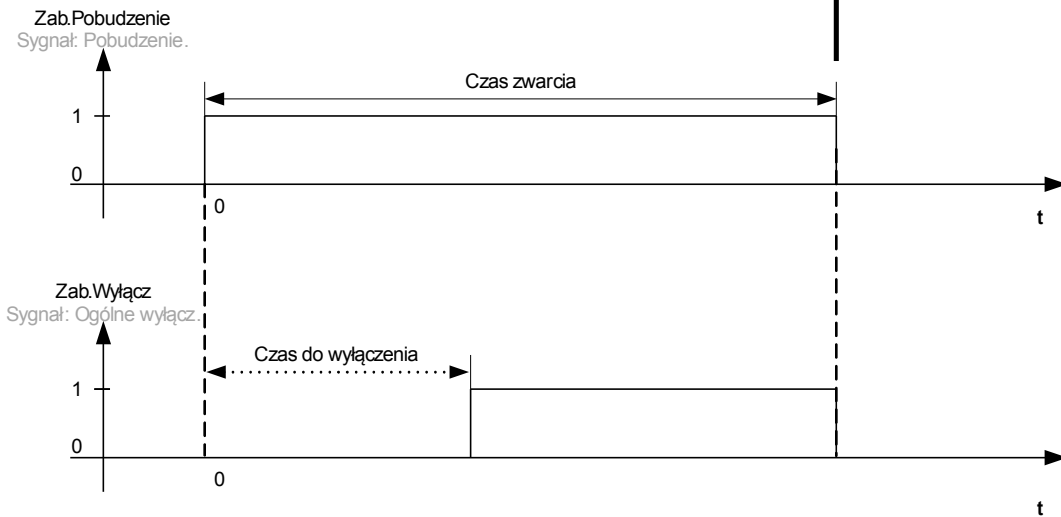 Zab.Pobudzenie
Sygnał: Pobudzenie.
Czas zwarcia
1
0
0
t
Zab.Wyłącz
Sygnał: Ogólne wyłącz.
Czas do wyłączenia
1
0
0
t